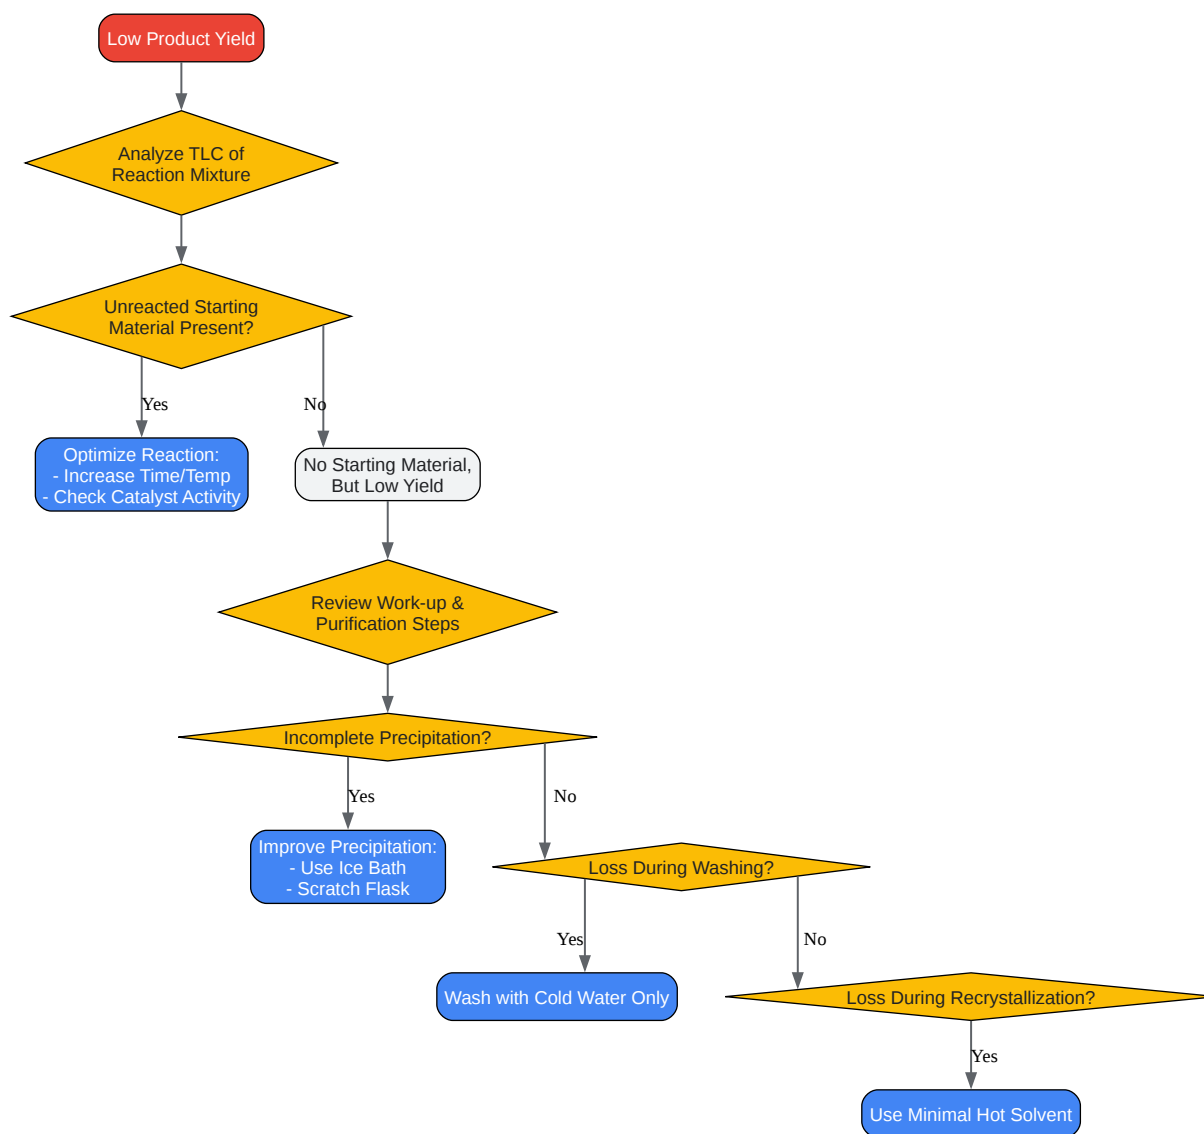 Low Product Yield
Analyze TLC of
Reaction Mixture
Unreacted Starting
Material Present?
Yes
No
Optimize Reaction:
- Increase Time/Temp
- Check Catalyst Activity
No Starting Material,
But Low Yield
Review Work-up &
Purification Steps
Incomplete Precipitation?
Yes
No
Improve Precipitation:
- Use Ice Bath
- Scratch Flask
Loss During Washing?
Yes
No
Wash with Cold Water Only
Loss During Recrystallization?
Yes
Use Minimal Hot Solvent